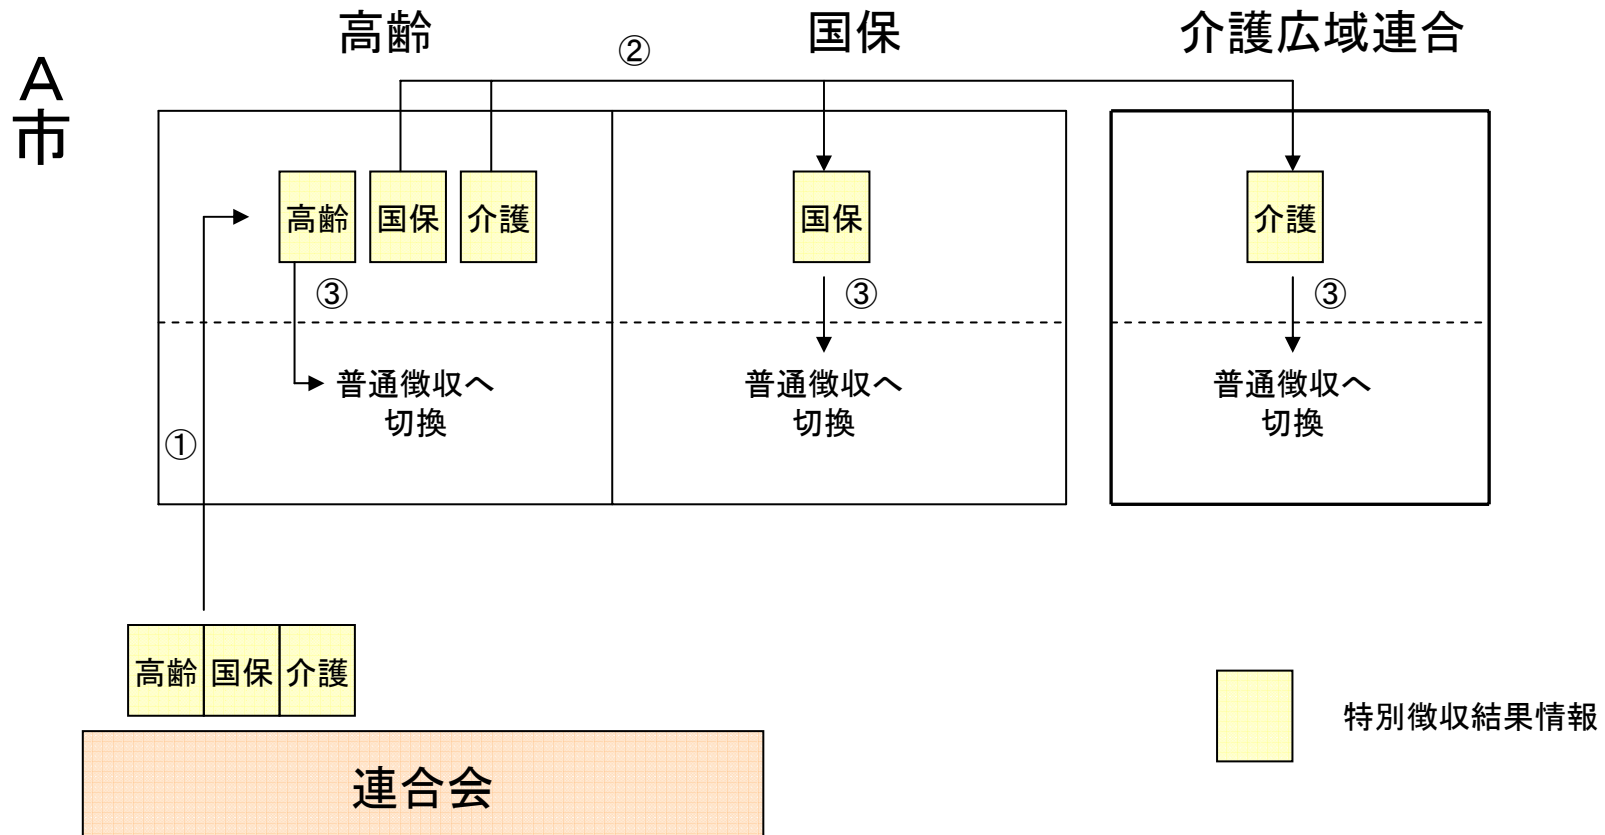 高齢
国保
介護広域連合
②
A
市
高齢
国保
介護
国保
介護
③
③
③
普通徴収へ
切換
普通徴収へ
切換
普通徴収へ
切換
①
高齢
国保
介護
特別徴収結果情報
連合会